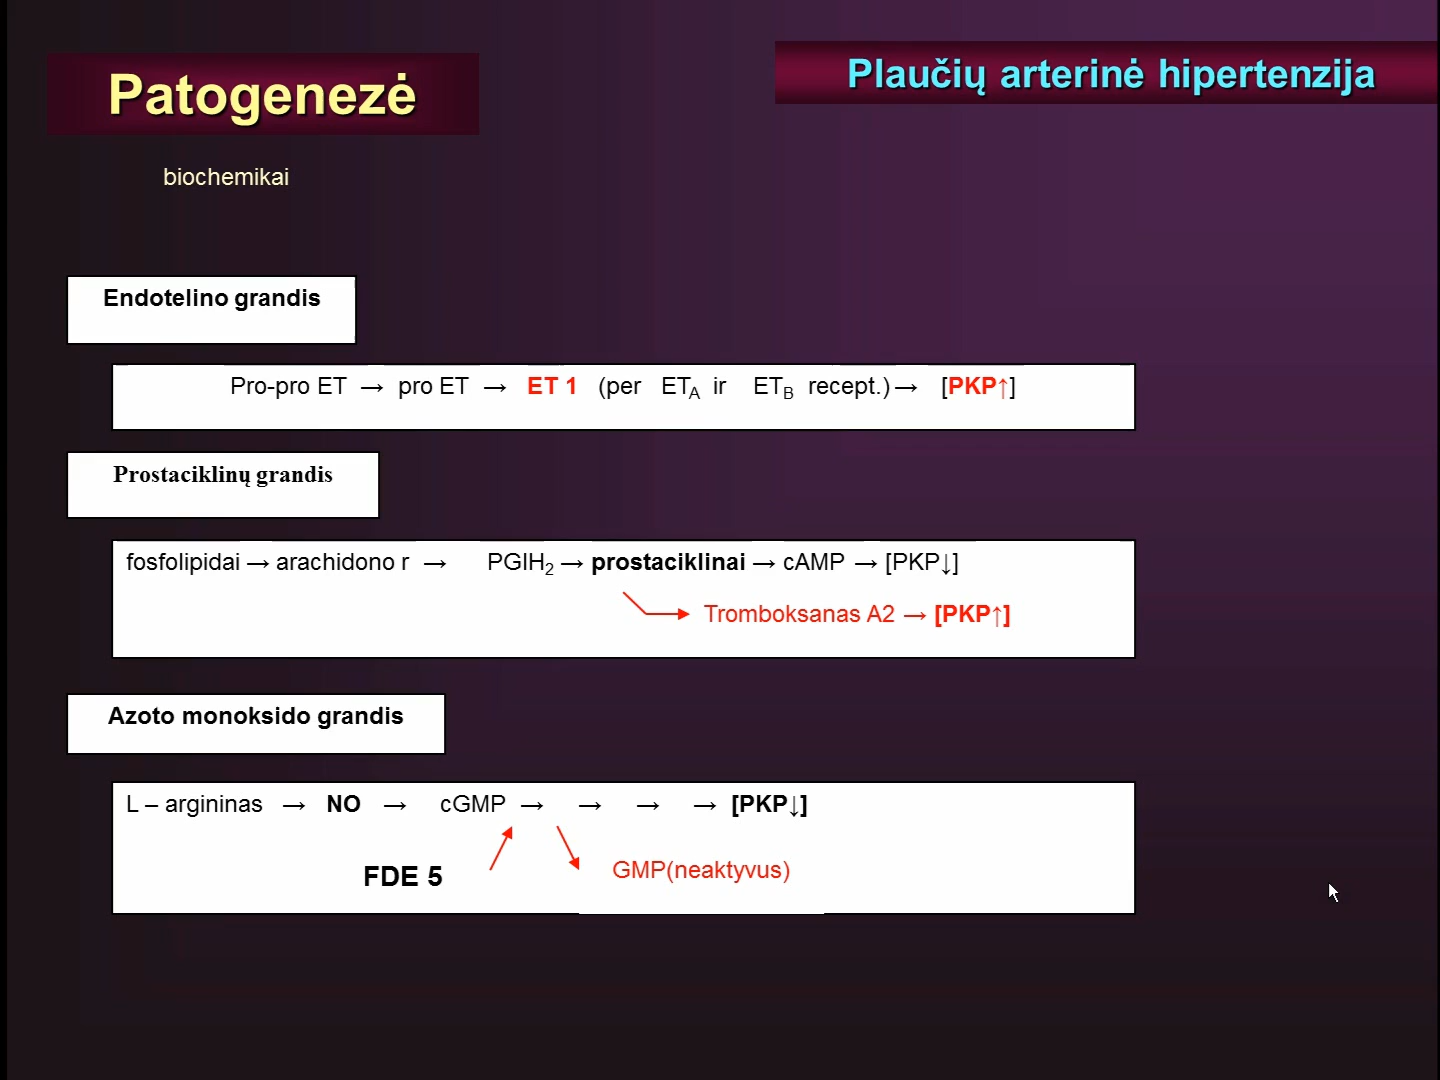 Patogenezė
Plaučių arterinė hipertenzija
biochemikai
Endotelino grandis
Pro-pro ET → pro ET → ET 1 (per ETA ir ETB recept.) → [PKP↑]
Prostaciklinų grandis
fosfolipidai → arachidono r → PGIH2 → prostaciklinai → cAMP → [PKP↓]
Tromboksanas A2 → [PKP↑]
Azoto monoksido grandis
L – argininas → NO → cGMP → → → → [PKP↓]
FDE 5
GMP(neaktyvus)